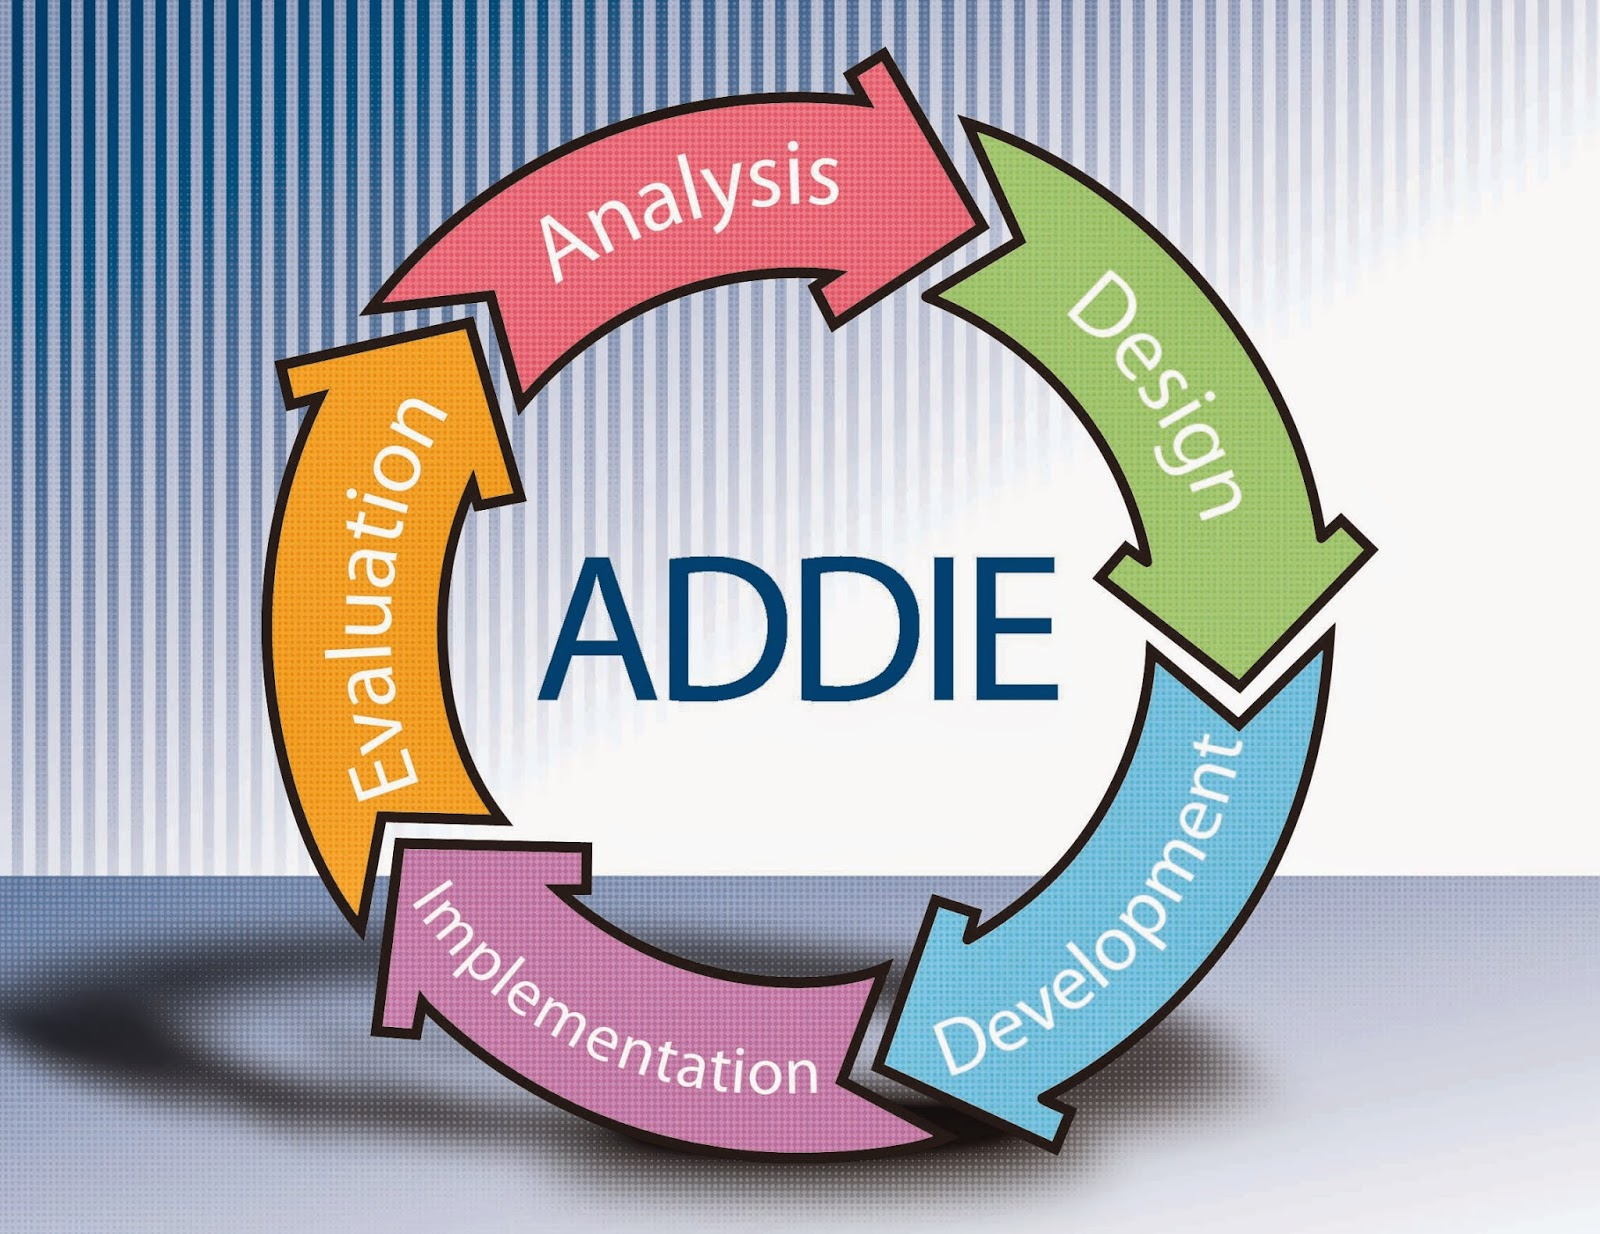 Analysis
Design
Development
Implementation
Evaluation
ADDIE